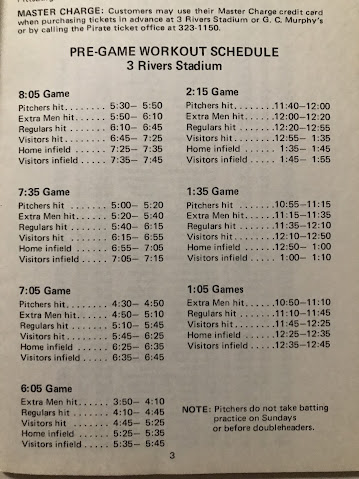 MASTER CHARGE: Customers may use their Master Charge credit card
when purchasing tickets in advance at 3 Rivers Stadium or G. C. Murphy's
or by calling the Pirate ticket office at 323-1150.
PRE-GAME WORKOUT SCHEDULE
3 Rivers Stadium
8:05 Game
Pitchers hit........ 5:30– 5:50
Extra Men hit...... 5:50– 6:10
Regulars hit........ 6:10– 6:45
Visitors hit........ 6:45– 7:25
Home infield ...... 7:25– 7:35
Visitors infield..... 7:35– 7:45
2:15 Game
Pitchers hit........11:40–12:00
Extra Men hit......12:00–12:20
Regulars hit........12:20–12:55
Visitors hit.........12:55– 1:35
Home infield ...... 1:35– 1:45
Visitors infield..... 1:45– 1:55
7:35 Game
Pitchers hit ....... 5:00– 5:20
Extra Men hit...... 5:20– 5:40
Regulars hit ....... 5:40– 6:15
Visitors hit ........ 6:15– 6:55
Home infield ...... 6:55– 7:05
Visitors infield ..... 7:05– 7:15
1:35 Game
Pitchers hit ........10:55–11:15
Extra Men hit......11:15–11:35
Regulars hit........11:35–12:10
Visitors hit.........12:10–12:50
Home infield .......12:50– 1:00
Visitors infield ..... 1:00– 1:10
7:05 Game
Pitchers hit ........ 4:30– 4:50
Extra Men hit...... 4:50– 5:10
Regulars hit ....... 5:10– 5:45
Visitors hit ........ 5:45– 6:25
Home infield ...... 6:25– 6:35
Visitors infield ..... 6:35– 6:45
1:05 Games
Extra Men hit......10:50–11:10
Regulars hit........11:10–11:45
Visitors hit.........11:45–12:25
Home infield .......12:25–12:35
Visitors infield .....12:35–12:45
6:05 Game
Extra Men hit...... 3:50– 4:10
Regulars hit ....... 4:10– 4:45
Visitors hit ....... 4:45– 5:25
Home infield ...... 5:25– 5:35
Visitors infield ..... 5:35– 5:45
NOTE: Pitchers do not take batting
practice on Sundays
or before doubleheaders.
3